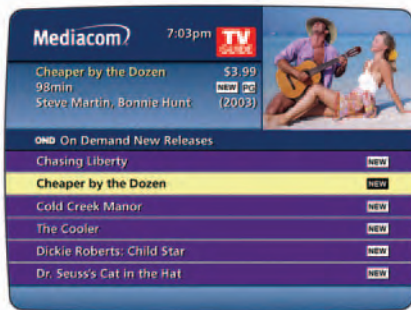 Mediacom 7:03pm TV GUIDE
Cheaper by the Dozen $3.99
98min NEW PG
Steve Martin, Bonnie Hunt (2003)
OND On Demand New Releases
Chasing Liberty NEW
Cheaper by the Dozen NEW
Cold Creek Manor NEW
The Cooler NEW
Dickie Roberts: Child Star NEW
Dr. Seuss's Cat in the Hat NEW